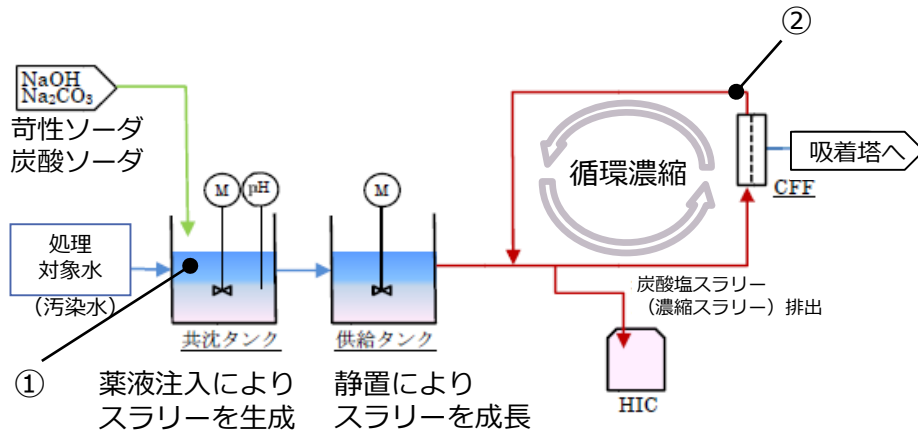 ②
NaOH
Na₂CO₃
苛性ソーダ
炭酸ソーダ
循環濃縮
吸着塔へ
CFF
M
pH
M
処理
対象水
（汚染水）
炭酸塩スラリー
（濃縮スラリー）排出
共沈タンク
供給タンク
①
薬液注入により
スラリーを生成
静置により
スラリーを成長
HIC